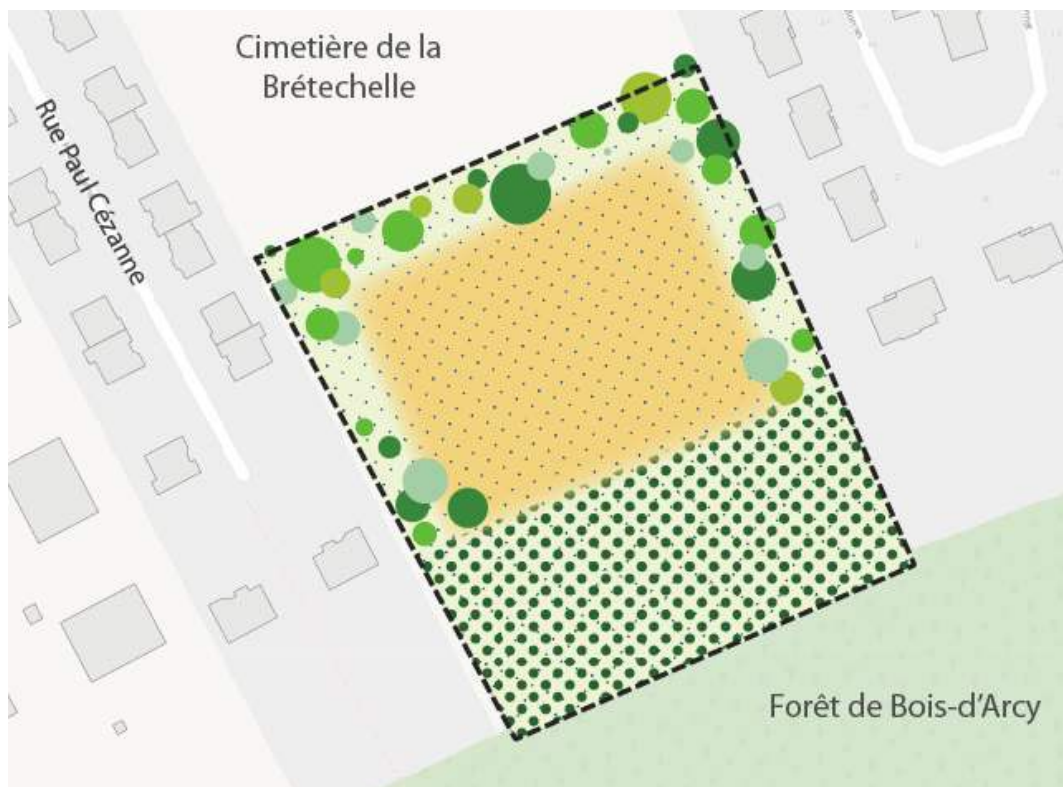 Cimetière de la
Brétechelle
Rue Paul Cézanne
Forêt de Bois-d'Arcy